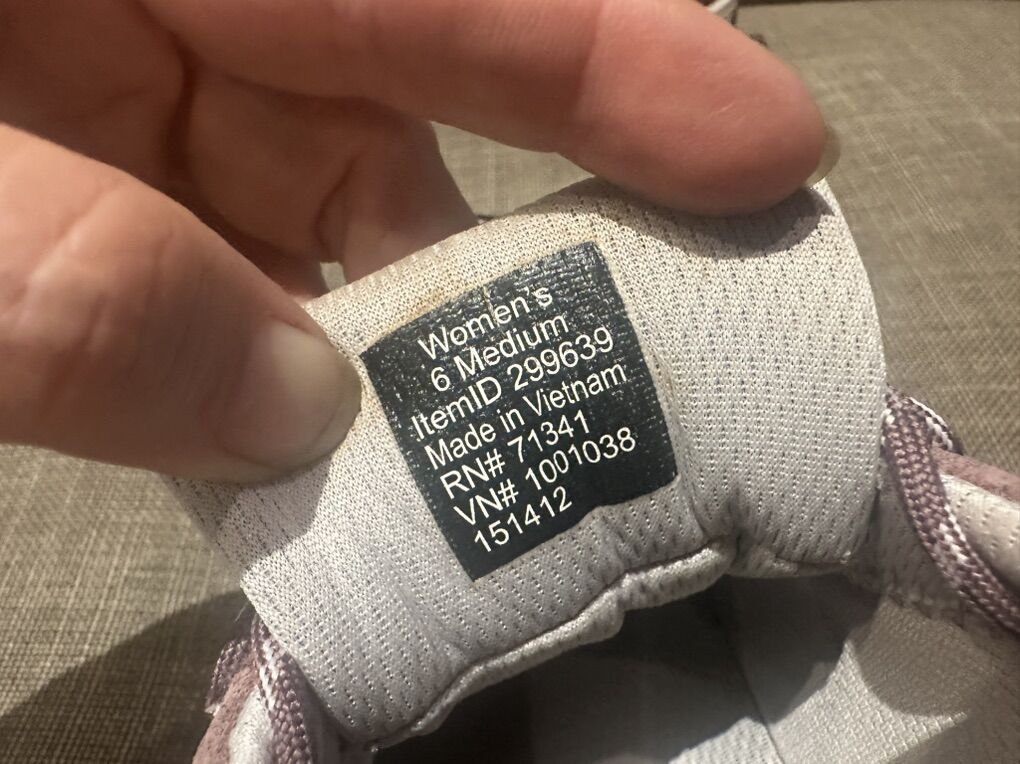 Women's
6 Medium
ItemID 299639
Made in Vietnam
RN# 71341
VN# 1001038
151412